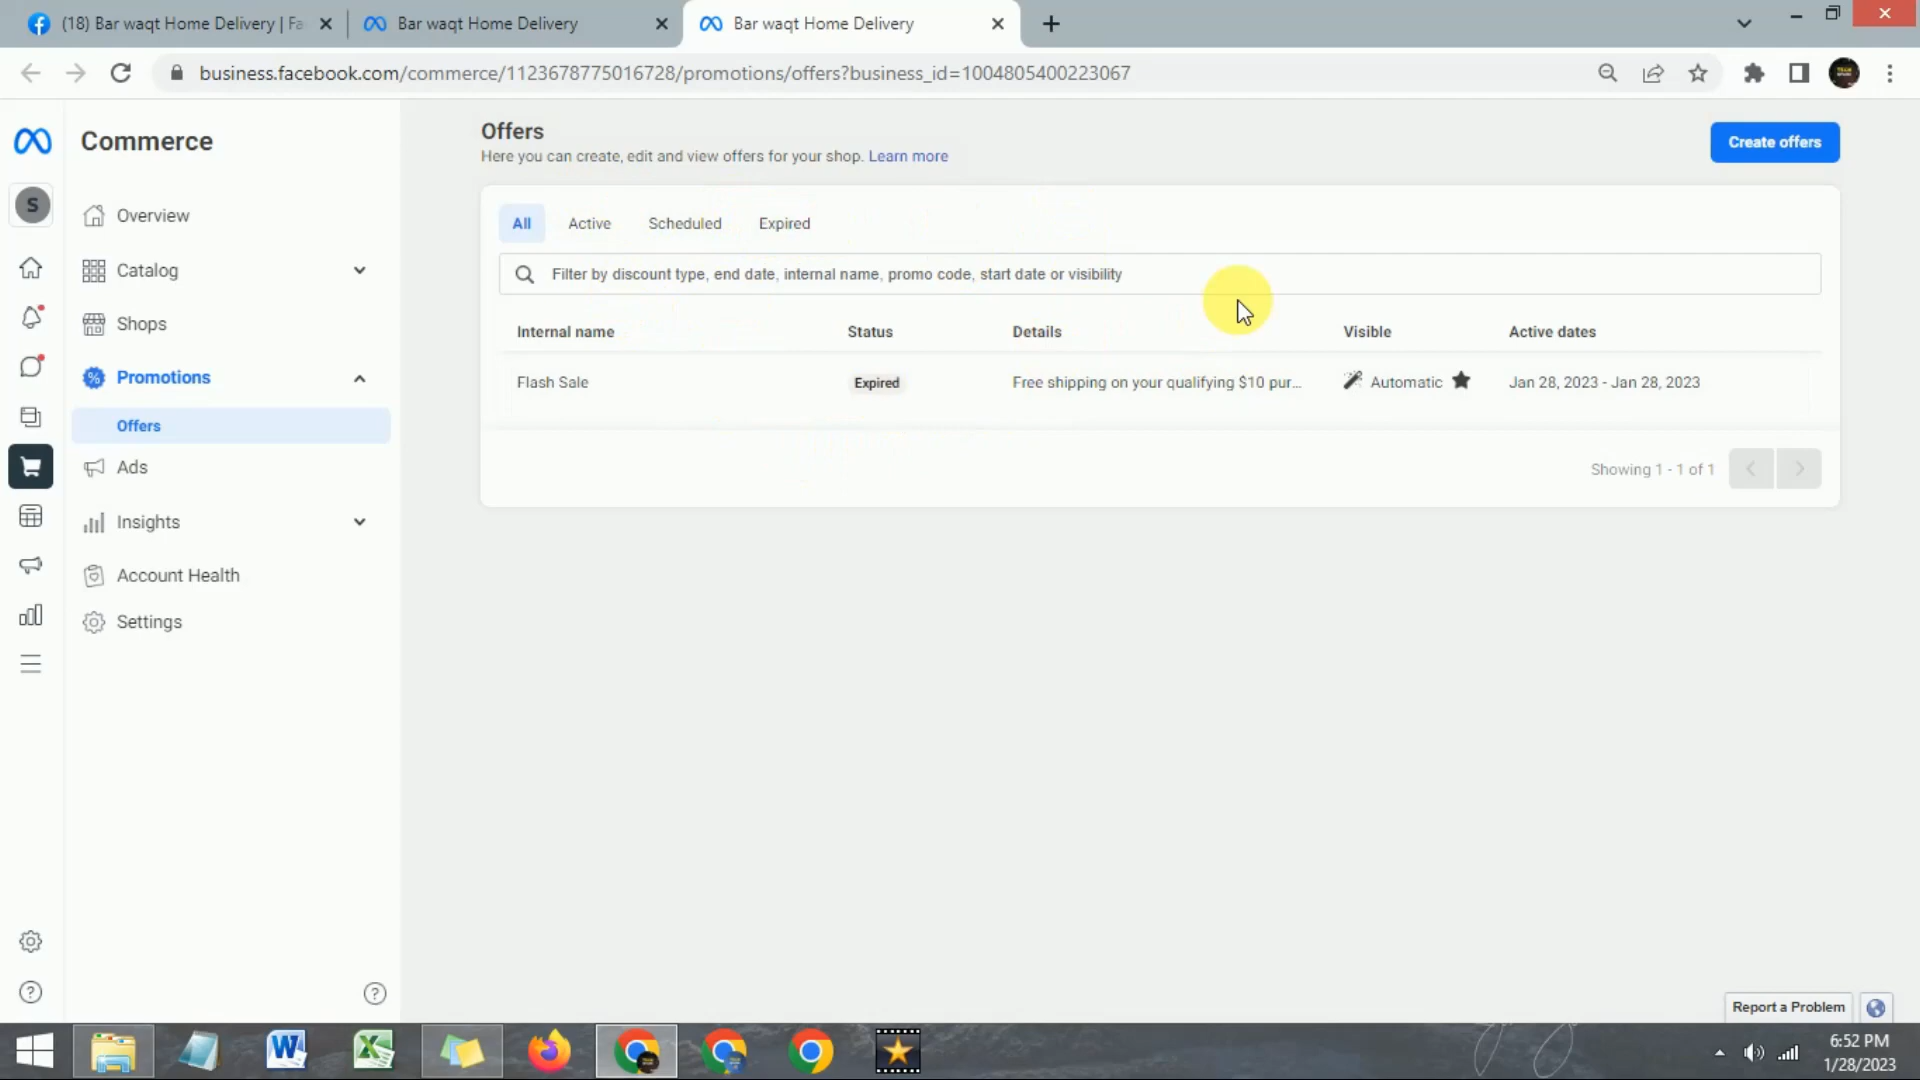 (18) Bar waqt Home Delivery | Fa
Bar waqt Home Delivery
Bar waqt Home Delivery
business.facebook.com/commerce/1123678775016728/promotions/offers?business_id=1004805400223067
Commerce
S
Overview
Catalog
Shops
Promotions
Offers
Ads
Insights
Account Health
Settings
Offers
Here you can create, edit and view offers for your shop. Learn more
Create offers
All Active Scheduled Expired
Filter by discount type, end date, internal name, promo code, start date or visibility
Internal name Status Details Visible Active dates
Flash Sale Expired Free shipping on your qualifying $10 pur... Automatic Jan 28, 2023 - Jan 28, 2023
Showing 1 - 1 of 1
Report a Problem
6:52 PM
1/28/2023